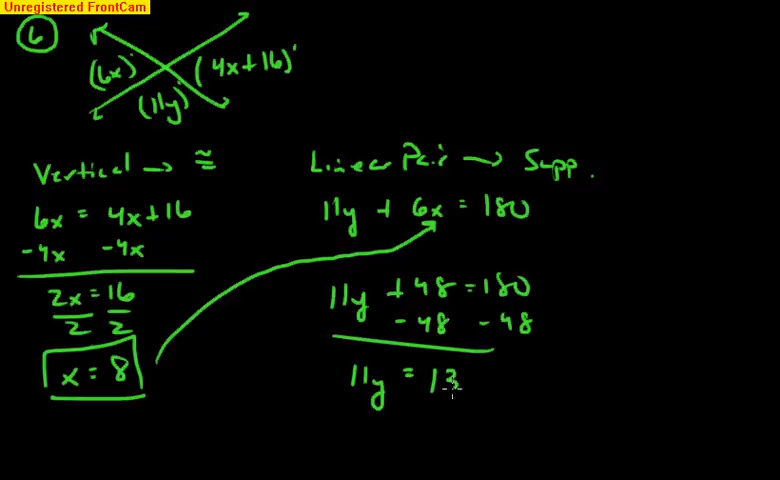 Unregistered FrontCam
6
(6x)° (4x+16)°
(11y)°
Vertical → ≅
6x = 4x+16
-4x -4x
2x = 16
2 2
x = 8
Linear Pair → Supp.
11y + 6x = 180
11y + 48 = 180
- 48 - 48
11y = 13